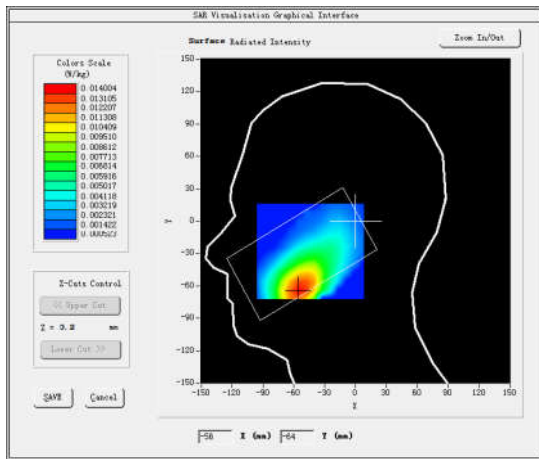 SAR Visualisation Graphical Interface
Surface Radiated Intensity
Zoom In/Out
Colors Scale
(W/kg)
0.014004
0.013105
0.012207
0.011308
0.010409
0.009510
0.008612
0.007713
0.006814
0.005916
0.005017
0.004118
0.003219
0.002321
0.001422
0.000523
150
120
90
60
30
0
-30
-60
-90
-120
-150
Y
-150 -120 -90 -60 -30 0 30 60 90 120 150
X
Z-Cuts Control
<< Upper Cut
Z = 3.2 mm
Lower Cut >>
SAVE Cancel
-58 X (mm) -64 Y (mm)